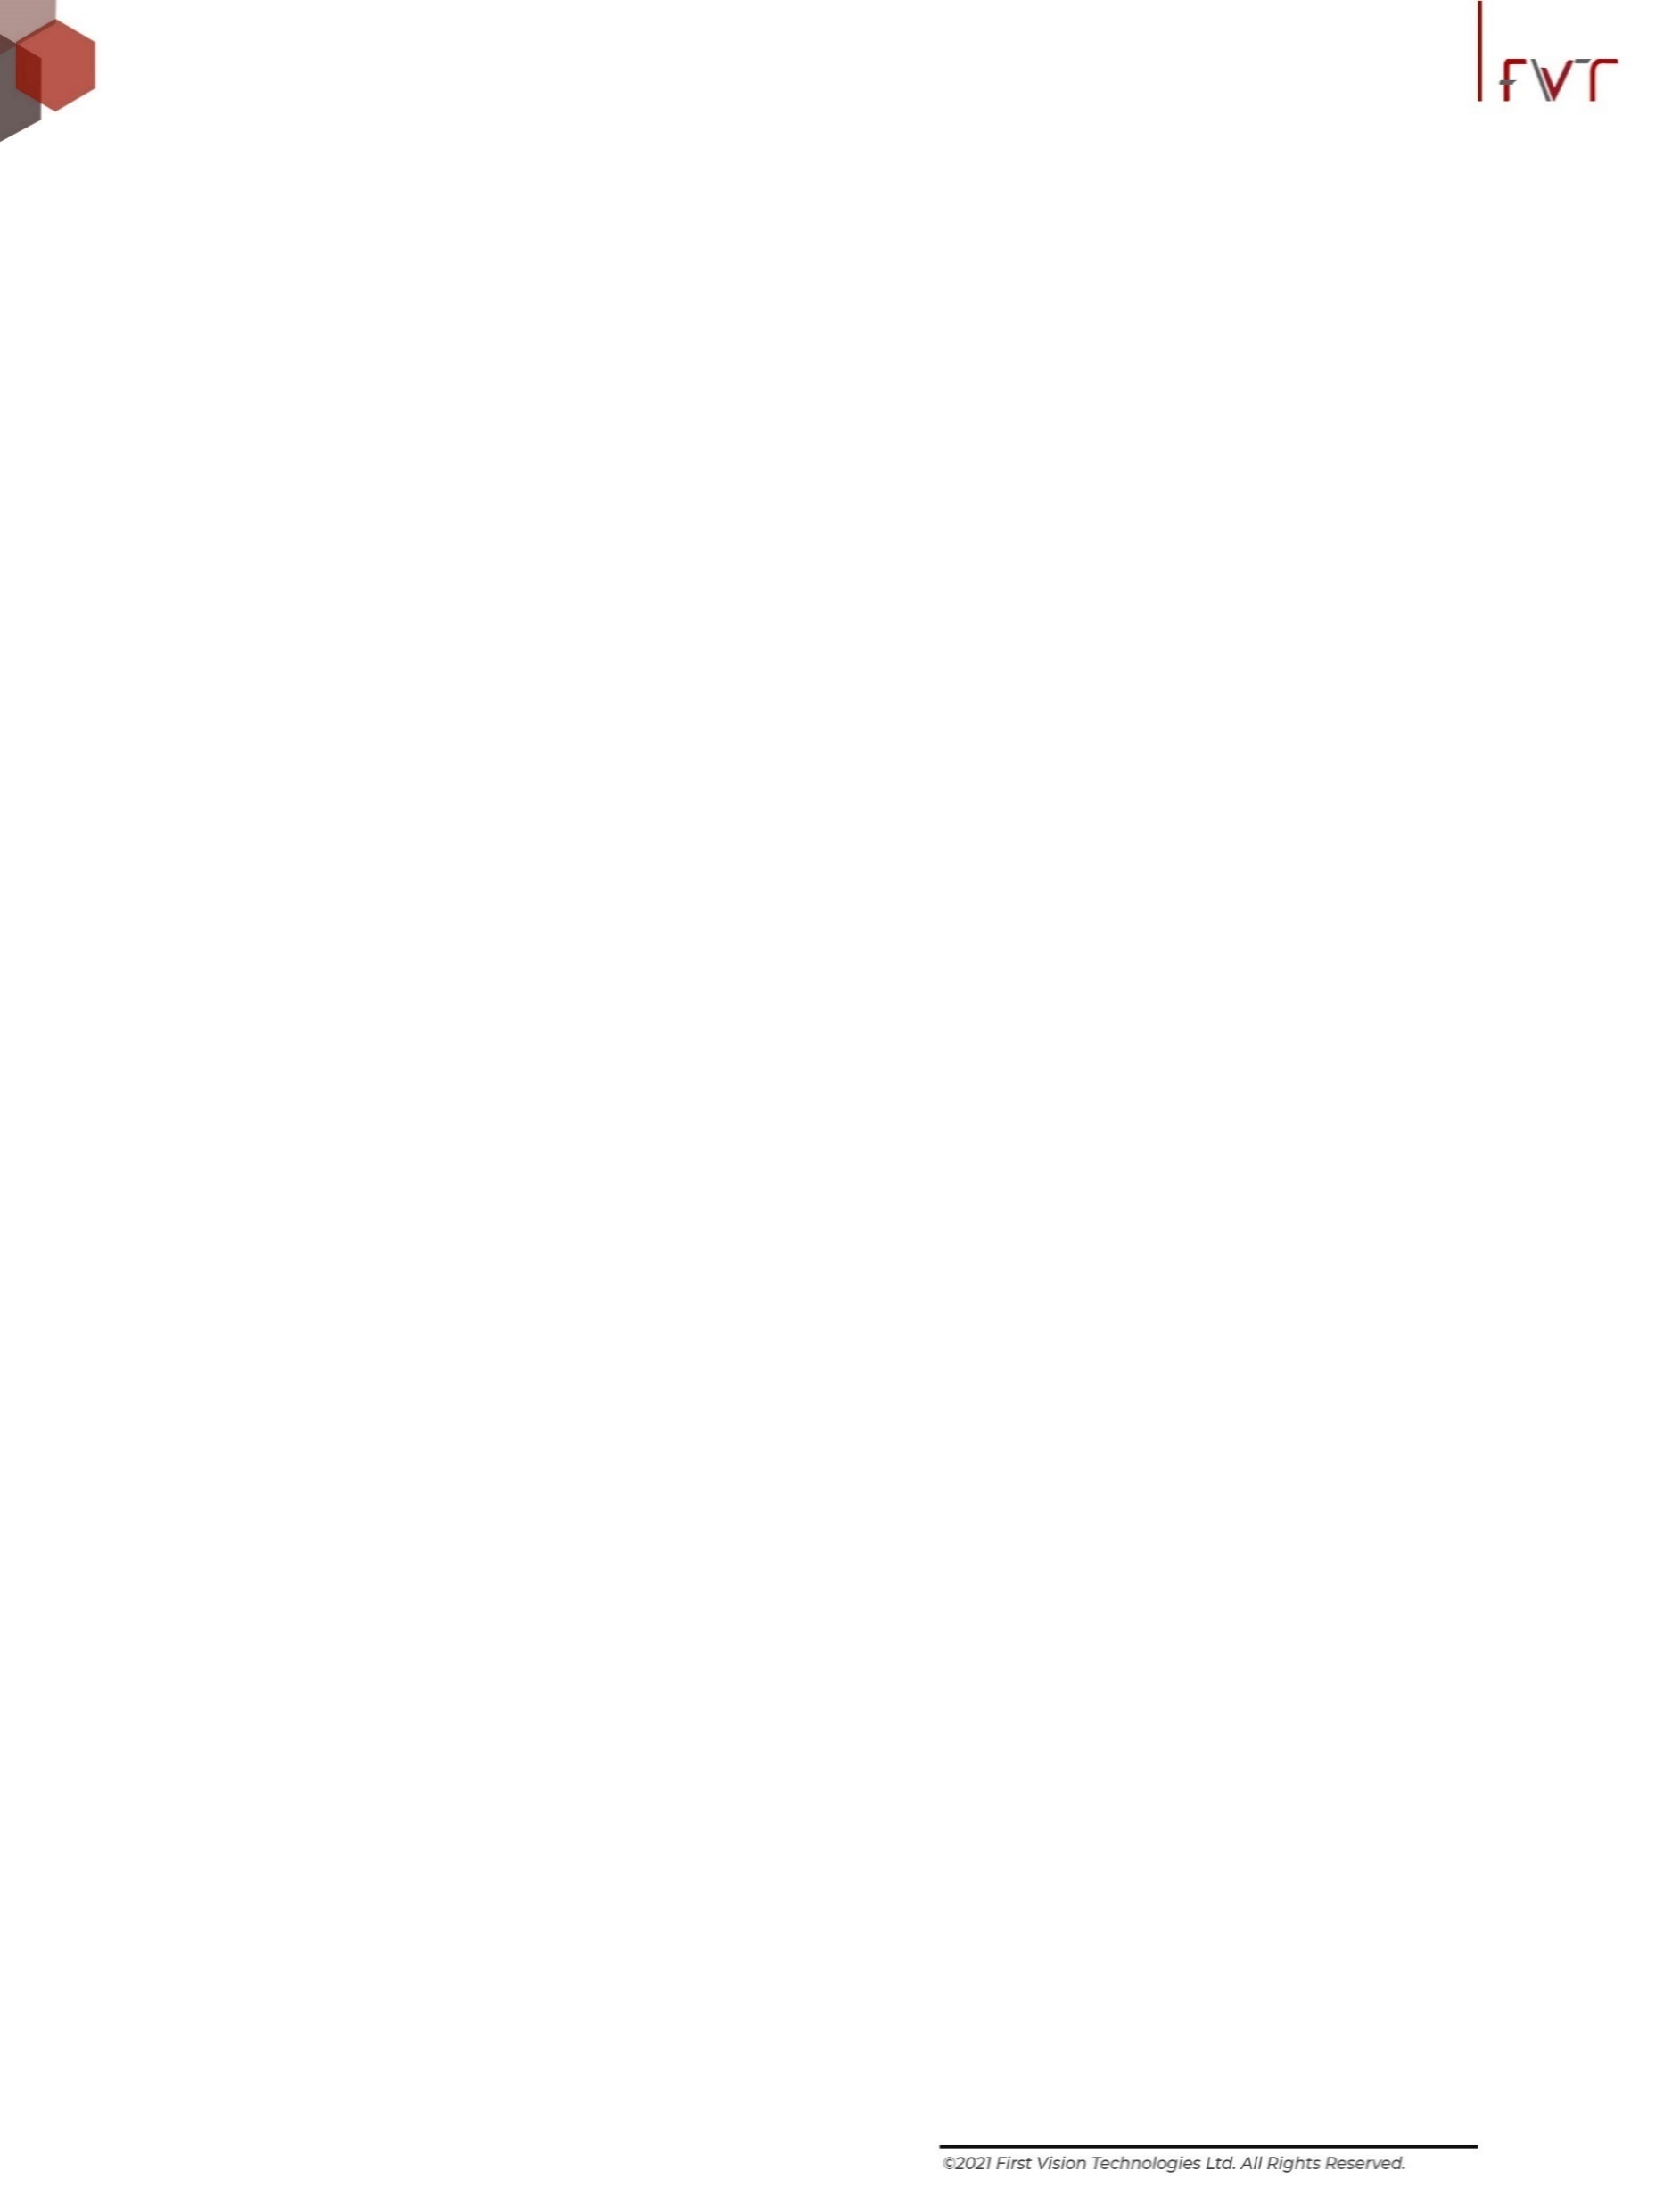 FVT
©2021 First Vision Technologies Ltd. All Rights Reserved.